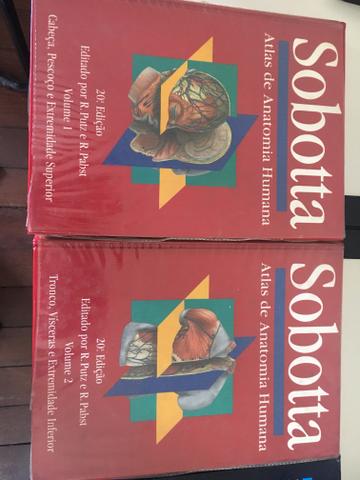 Sobotta
Atlas de Anatomia Humana
20ª Edição
Editado por R.Putz e R.Pabst
Volume 1
Cabeça, Pescoço e Extremidade Superior
Sobotta
Atlas de Anatomia Humana
20ª Edição
Editado por R.Putz e R.Pabst
Volume 2
Tronco, Vísceras e Extremidade Inferior